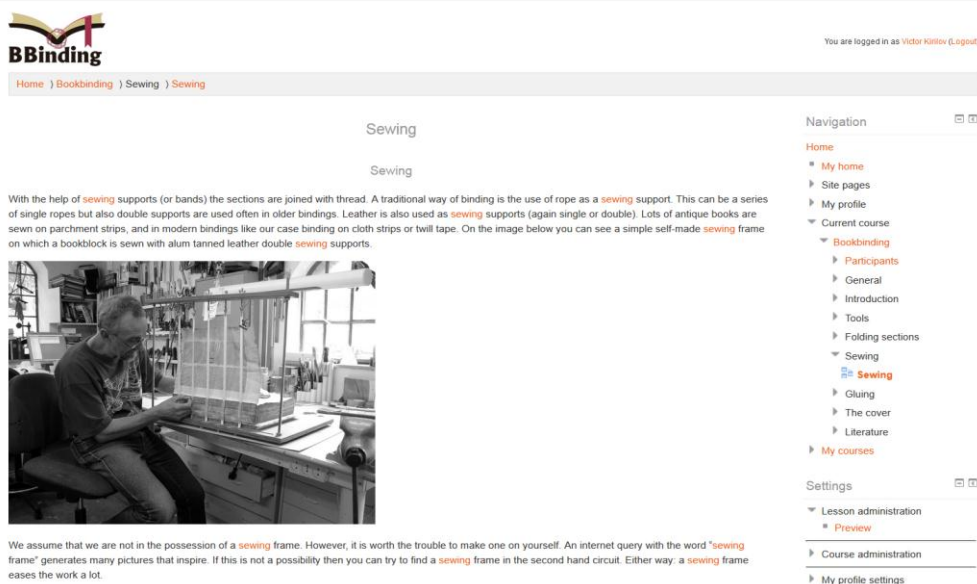 BBinding
You are logged in as Victor Kirilov (Logout
Home ⟩ Bookbinding ⟩ Sewing ⟩ Sewing
Sewing
Sewing
With the help of sewing supports (or bands) the sections are joined with thread. A traditional way of binding is the use of rope as a sewing support. This can be a series
of single ropes but also double supports are used often in older bindings. Leather is also used as sewing supports (again single or double). Lots of antique books are
sewn on parchment strips, and in modern bindings like our case binding on cloth strips or twill tape. On the image below you can see a simple self-made sewing frame
on which a bookblock is sewn with alum tanned leather double sewing supports.
We assume that we are not in the possession of a sewing frame. However, it is worth the trouble to make one on yourself. An internet query with the word "sewing
frame" generates many pictures that inspire. If this is not a possibility then you can try to find a sewing frame in the second hand circuit. Either way: a sewing frame
eases the work a lot.
Navigation
Home
My home
Site pages
My profile
Current course
Bookbinding
Participants
General
Introduction
Tools
Folding sections
Sewing
Sewing
Gluing
The cover
Literature
My courses
Settings
Lesson administration
Preview
Course administration
My profile settings